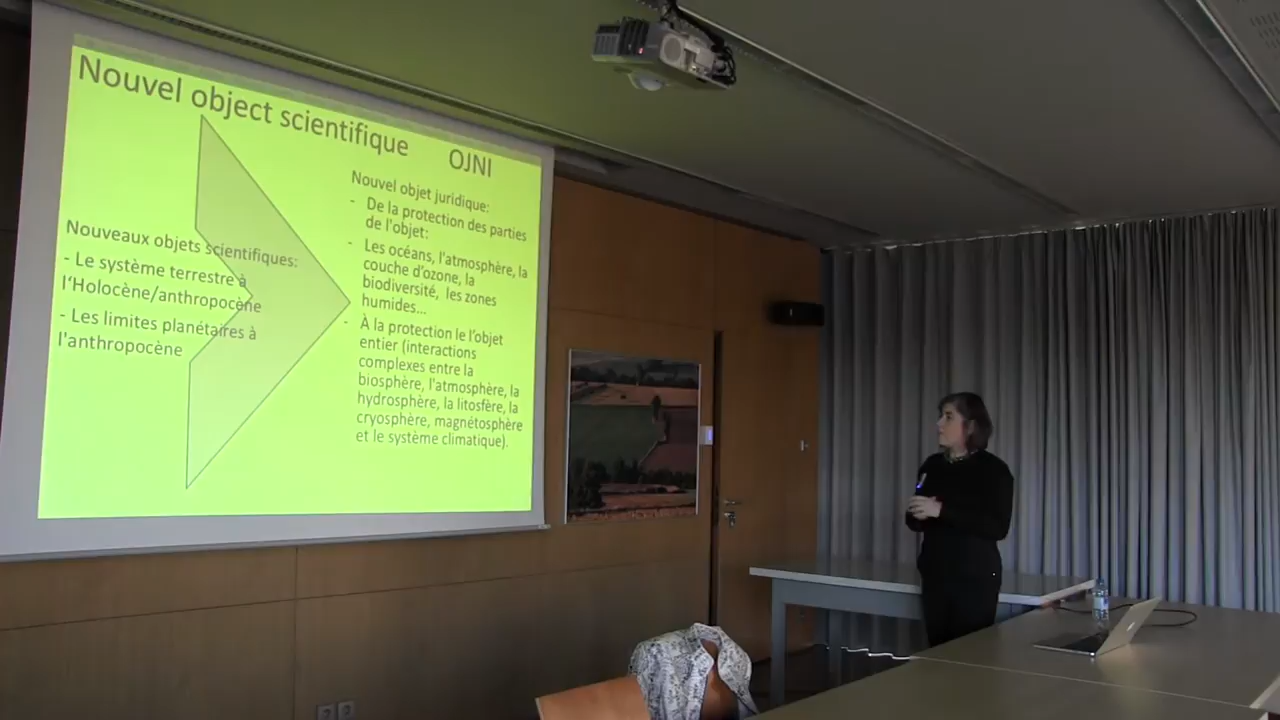 Nouvel object scientifique OJNI
Nouveaux objets scientifiques:
- Le système terrestre à
l'Holocène/anthropocène
- Les limites planétaires à
l'anthropocène
Nouvel objet juridique:
- De la protection des parties
de l'objet:
- Les océans, l'atmosphère, la
couche d'ozone, la
biodiversité, les zones
humides...
- À la protection le l'objet
entier (interactions
complexes entre la
biosphère, l'atmosphère, la
hydrosphère, la litosfère, la
cryosphère, magnétosphère
et le système climatique).